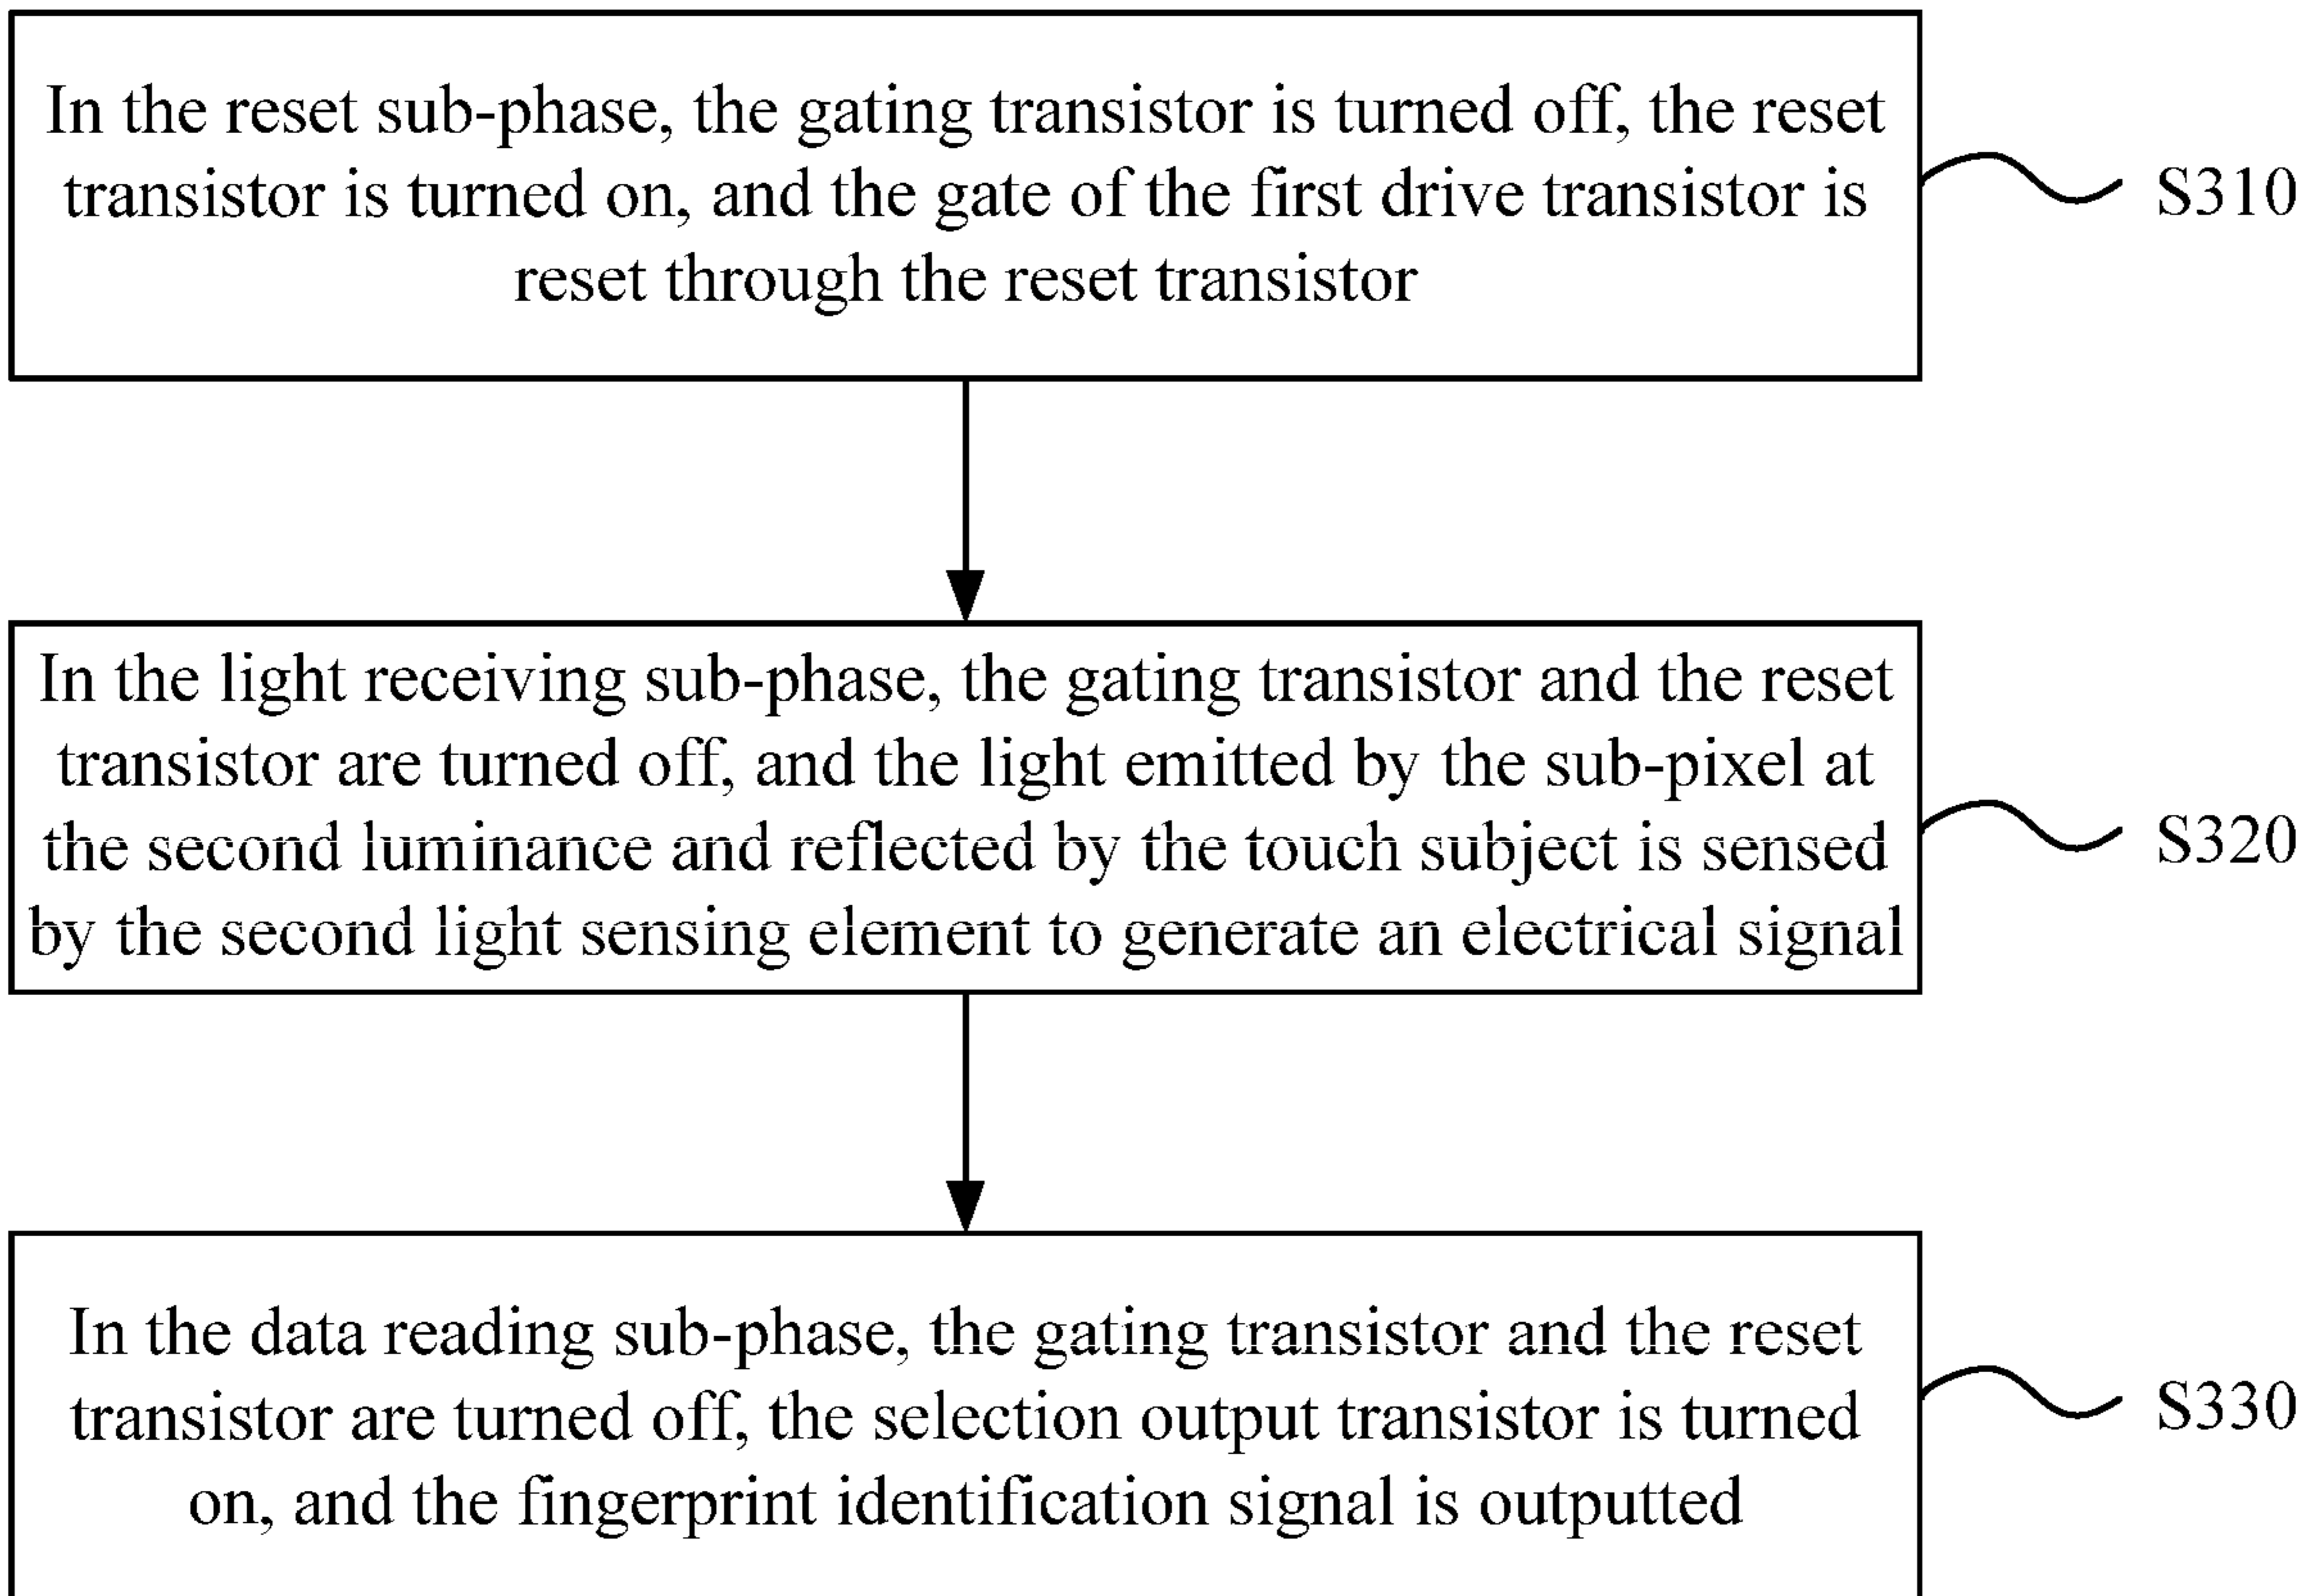 In the reset sub-phase, the gating transistor is turned off, the reset
transistor is turned on, and the gate of the first drive transistor is
reset through the reset transistor
S310
In the light receiving sub-phase, the gating transistor and the reset
transistor are turned off, and the light emitted by the sub-pixel at
the second luminance and reflected by the touch subject is sensed
by the second light sensing element to generate an electrical signal
S320
In the data reading sub-phase, the gating transistor and the reset
transistor are turned off, the selection output transistor is turned
on, and the fingerprint identification signal is outputted
S330